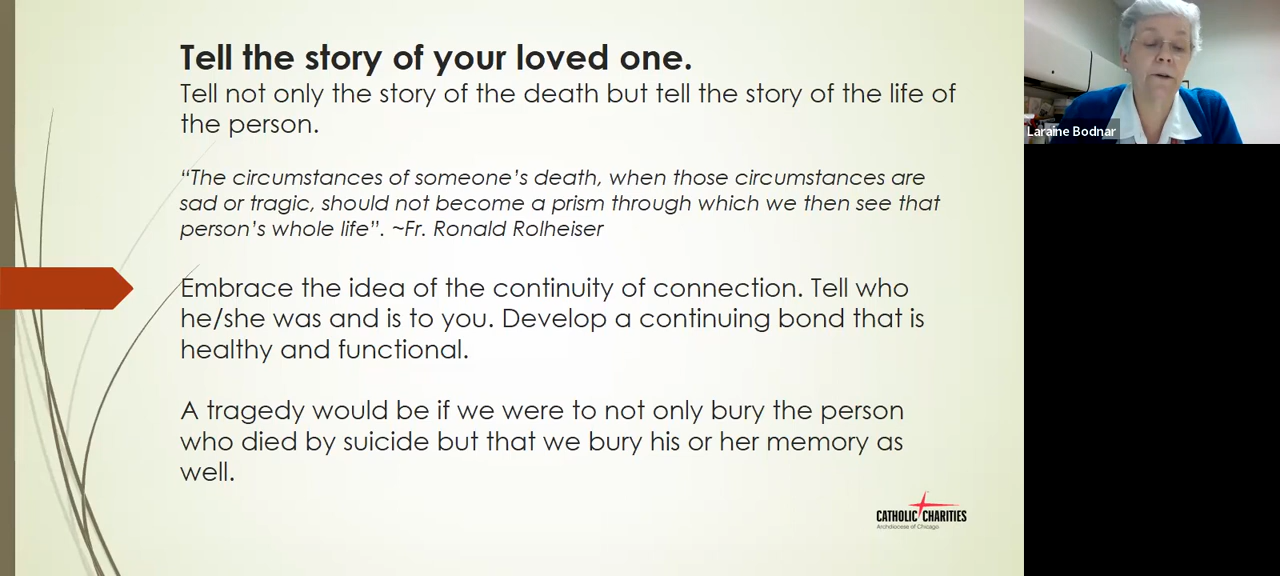 Tell the story of your loved one.
Tell not only the story of the death but tell the story of the life of
the person.
“The circumstances of someone’s death, when those circumstances are
sad or tragic, should not become a prism through which we then see that
person’s whole life”. ~Fr. Ronald Rolheiser
Embrace the idea of the continuity of connection. Tell who
he/she was and is to you. Develop a continuing bond that is
healthy and functional.
A tragedy would be if we were to not only bury the person
who died by suicide but that we bury his or her memory as
well.
CATHOLIC CHARITIES
Archdiocese of Chicago
Laraine Bodnar